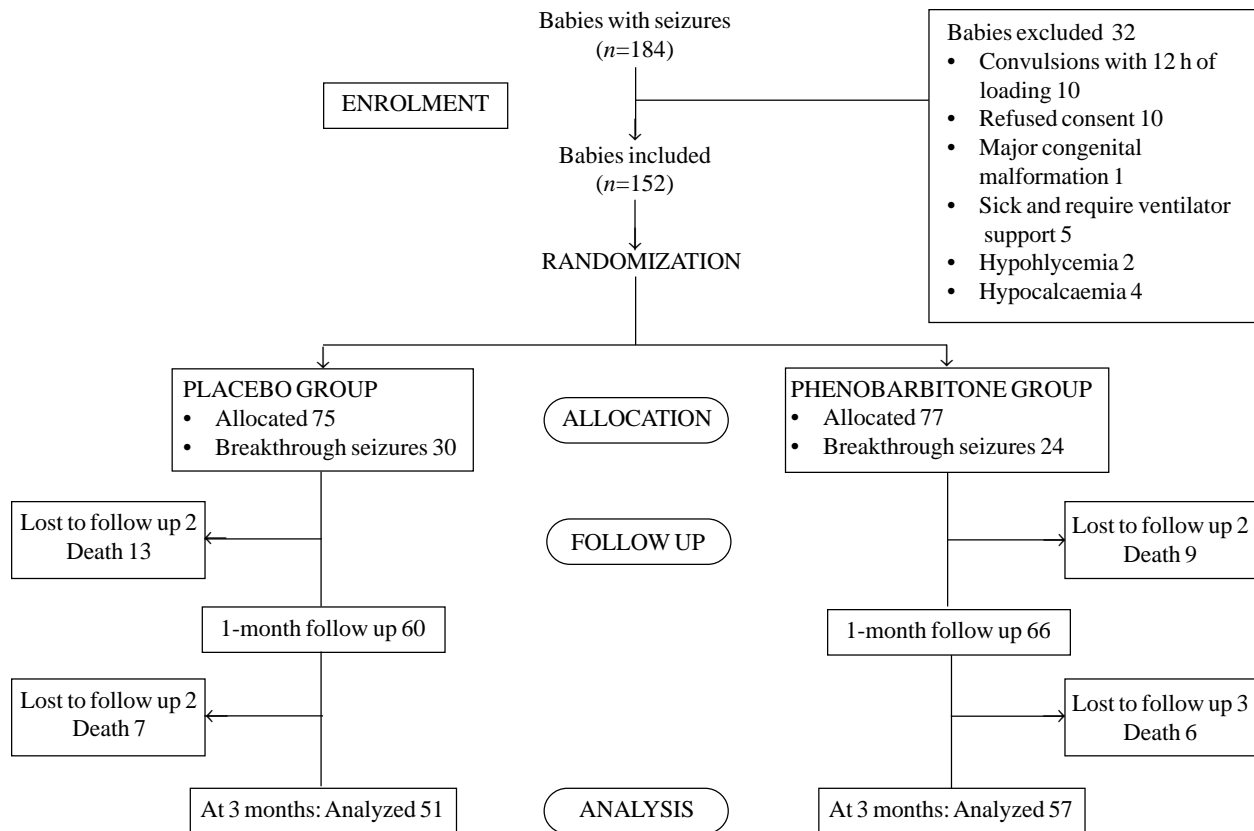 Babies with seizures
(n=184)
Babies excluded 32
• Convulsions with 12 h of
loading 10
• Refused consent 10
• Major congenital
malformation 1
• Sick and require ventilator
support 5
• Hypohlycemia 2
• Hypocalcaemia 4
ENROLMENT
Babies included
(n=152)
RANDOMIZATION
PLACEBO GROUP
• Allocated 75
• Breakthrough seizures 30
ALLOCATION
PHENOBARBITONE GROUP
• Allocated 77
• Breakthrough seizures 24
Lost to follow up 2
Death 13
FOLLOW UP
Lost to follow up 2
Death 9
1-month follow up 60
1-month follow up 66
Lost to follow up 2
Death 7
Lost to follow up 3
Death 6
At 3 months: Analyzed 51
ANALYSIS
At 3 months: Analyzed 57